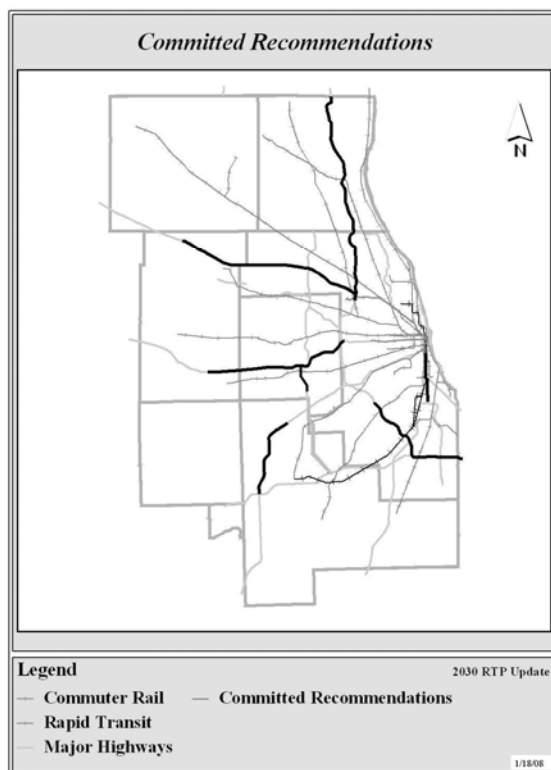 Committed Recommendations
N
Legend
2030 RTP Update
Commuter Rail
Committed Recommendations
Rapid Transit
Major Highways
1/18/08